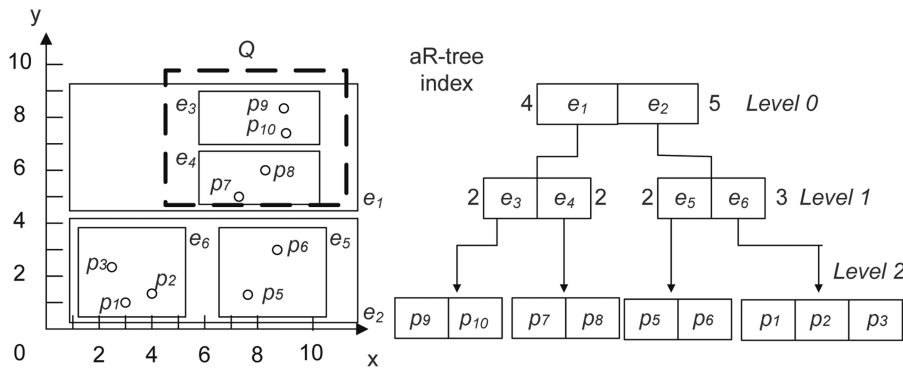 y
10
8
6
4
2
0
2 4 6 8 10
x
Q
e3
p9
p10
e4
p8
p7
e1
e6
e5
p3
p2
p1
p6
p5
e2
aR-tree
index
4 e1 e2 5 Level 0
2 e3 e4 2 2 e5 e6 3 Level 1
Level 2
p9 p10 p7 p8 p5 p6 p1 p2 p3